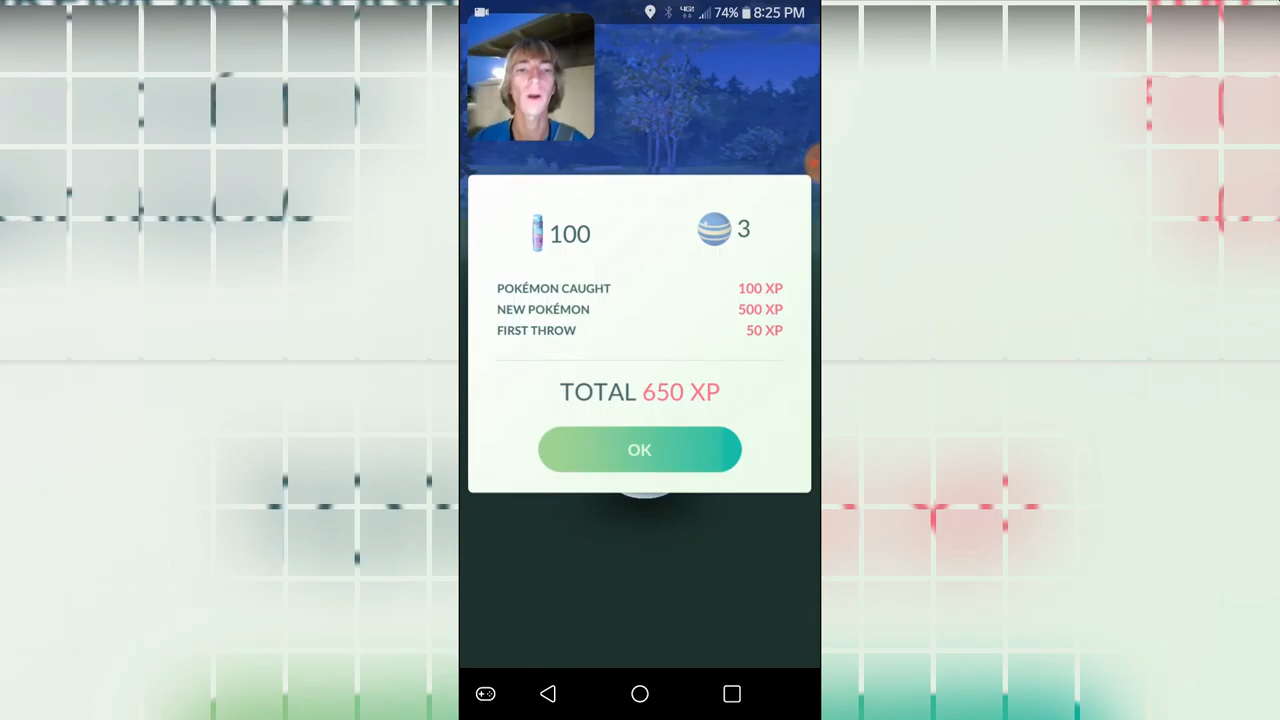 74% 8:25 PM
100
3
POKÉMON CAUGHT 100 XP
NEW POKÉMON 500 XP
FIRST THROW 50 XP
TOTAL 650 XP
OK